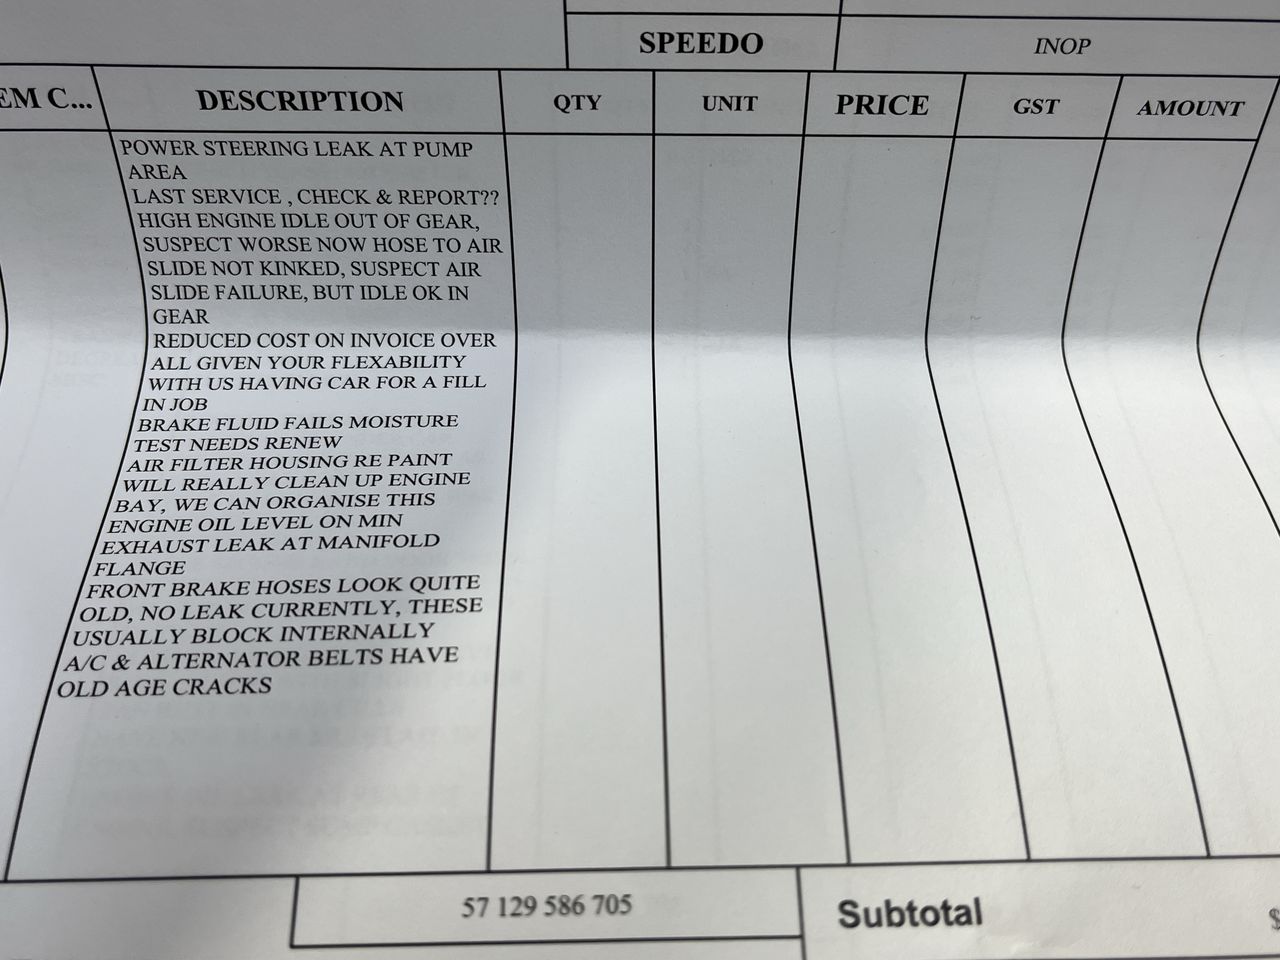 SPEEDO INOP
EM C... DESCRIPTION QTY UNIT PRICE GST AMOUNT
POWER STEERING LEAK AT PUMP
AREA
LAST SERVICE , CHECK & REPORT??
HIGH ENGINE IDLE OUT OF GEAR,
SUSPECT WORSE NOW HOSE TO AIR
SLIDE NOT KINKED, SUSPECT AIR
SLIDE FAILURE, BUT IDLE OK IN
GEAR
REDUCED COST ON INVOICE OVER
ALL GIVEN YOUR FLEXABILITY
WITH US HAVING CAR FOR A FILL
IN JOB
BRAKE FLUID FAILS MOISTURE
TEST NEEDS RENEW
AIR FILTER HOUSING RE PAINT
WILL REALLY CLEAN UP ENGINE
BAY, WE CAN ORGANISE THIS
ENGINE OIL LEVEL ON MIN
EXHAUST LEAK AT MANIFOLD
FLANGE
FRONT BRAKE HOSES LOOK QUITE
OLD, NO LEAK CURRENTLY, THESE
USUALLY BLOCK INTERNALLY
A/C & ALTERNATOR BELTS HAVE
OLD AGE CRACKS
57 129 586 705
Subtotal $